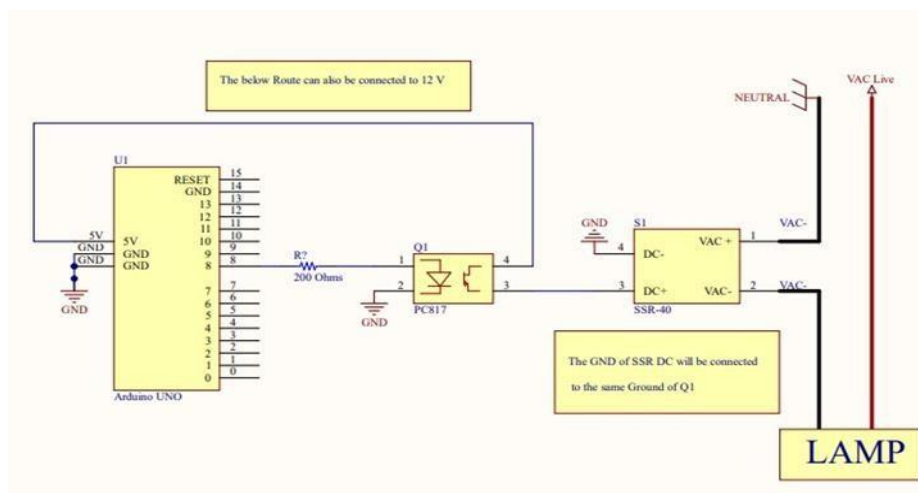 The below Route can also be connected to 12 V
NEUTRAL
VAC Live
U1
RESET 15
GND 14
13 13
12 12
11 11
5V 5V 10 10
GND GND 9 9
GND GND 8 8
7 7
6 6
5 5
4 4
3 3
2 2
1 1
0 0
GND
Arduino UNO
R?
200 Ohms
Q1
1 4
2 3
GND
PC817
GND
S1
4 DC- VAC + 1 VAC-
3 DC+ VAC- 2 VAC-
SSR-40
The GND of SSR DC will be connected
to the same Ground of Q1
LAMP